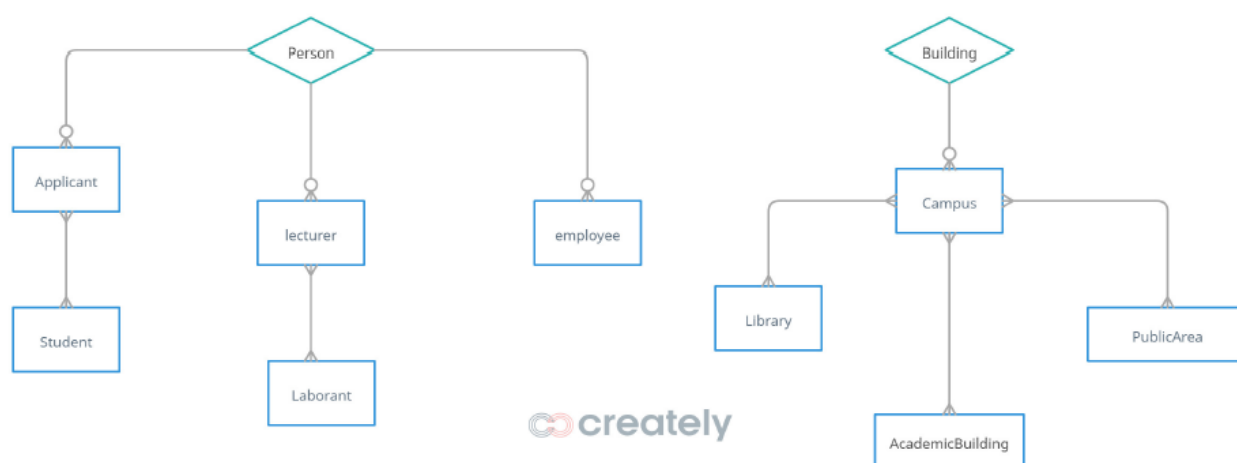 Person
Building
Applicant
Campus
lecturer
employee
Library
PublicArea
Student
Laborant
creately
AcademicBuilding